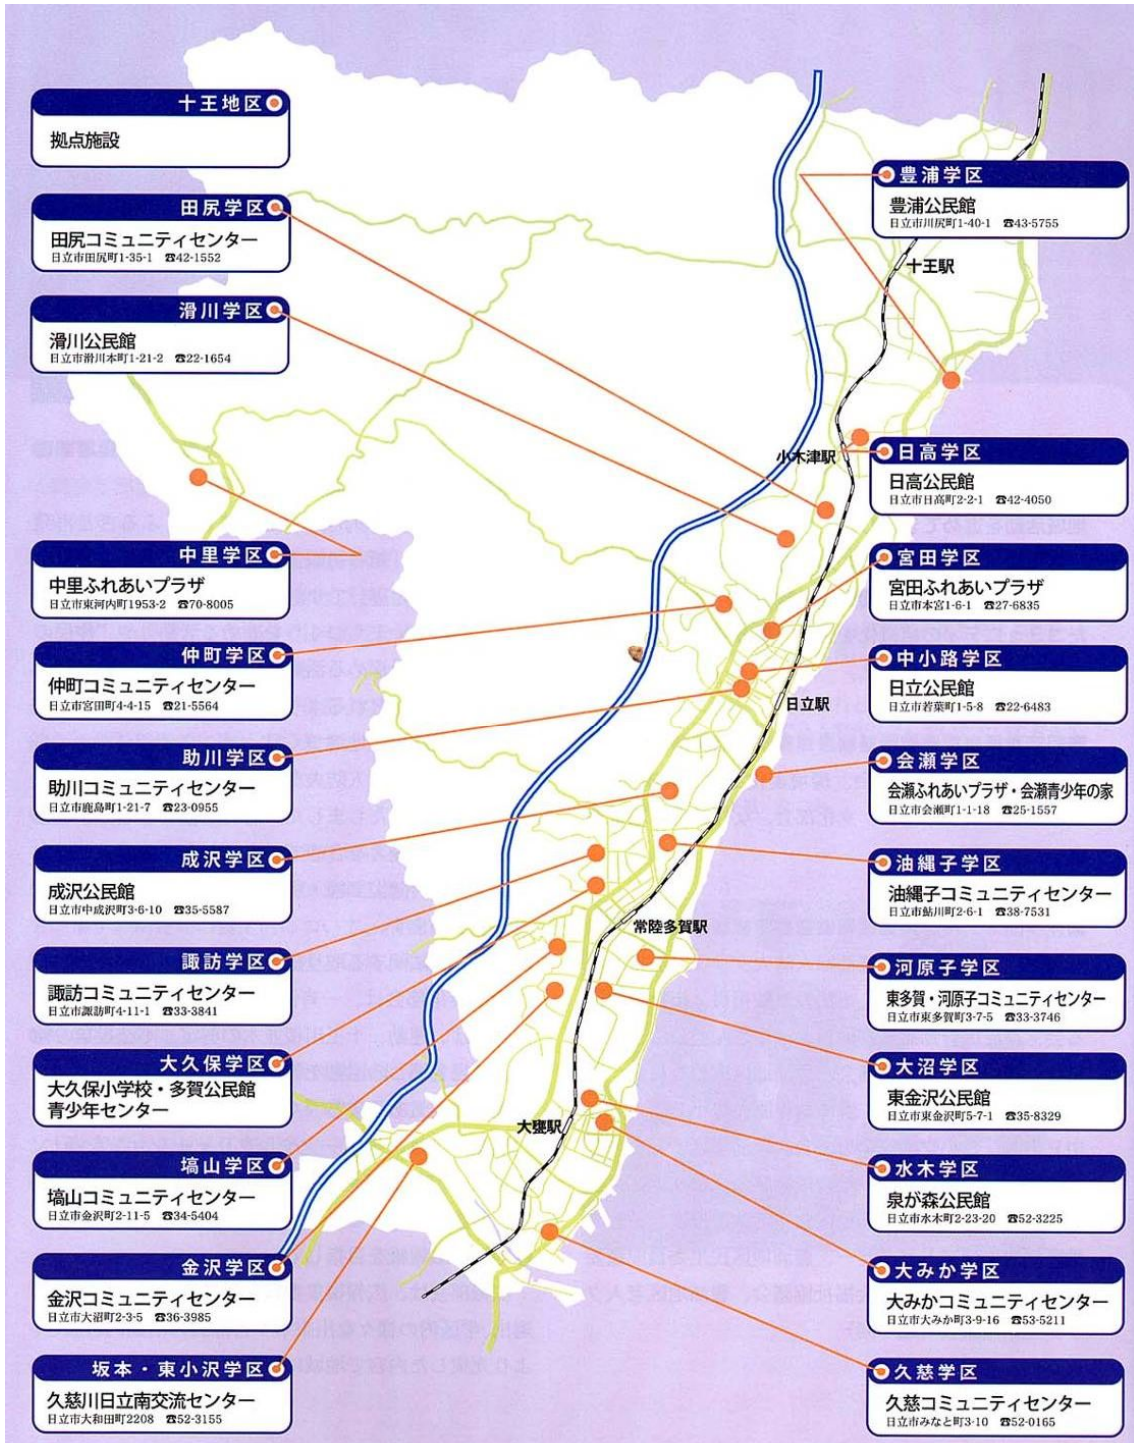 十王地区
拠点施設
田尻学区
田尻コミュニティセンター
日立市田尻町1-35-1 ☎42-1552
滑川学区
滑川公民館
日立市滑川本町1-21-2 ☎22-1654
中里学区
中里ふれあいプラザ
日立市東河内町1953-2 ☎70-8005
仲町学区
仲町コミュニティセンター
日立市宮田町4-4-15 ☎21-5564
助川学区
助川コミュニティセンター
日立市鹿島町1-21-7 ☎23-0955
成沢学区
成沢公民館
日立市中成沢町3-6-10 ☎35-5587
諏訪学区
諏訪コミュニティセンター
日立市諏訪町4-11-1 ☎33-3841
大久保学区
大久保小学校・多賀公民館
青少年センター
塙山学区
塙山コミュニティセンター
日立市金沢町2-11-5 ☎34-5404
金沢学区
金沢コミュニティセンター
日立市大沼町2-3-5 ☎36-3985
坂本・東小沢学区
久慈川日立南交流センター
日立市大和田町2208 ☎52-3155
十王駅
小木津駅
日立駅
常陸多賀駅
大甕駅
豊浦学区
豊浦公民館
日立市川尻町1-40-1 ☎43-5755
日高学区
日高公民館
日立市日高町2-2-1 ☎42-4050
宮田学区
宮田ふれあいプラザ
日立市本宮1-6-1 ☎27-6835
中小路学区
日立公民館
日立市若葉町1-5-8 ☎22-6483
会瀬学区
会瀬ふれあいプラザ・会瀬青少年の家
日立市会瀬町1-1-18 ☎25-1557
油縄子学区
油縄子コミュニティセンター
日立市鮎川町2-6-1 ☎38-7531
河原子学区
東多賀・河原子コミュニティセンター
日立市東多賀町3-7-5 ☎33-3746
大沼学区
東金沢公民館
日立市東金沢町5-7-1 ☎35-8329
水木学区
泉が森公民館
日立市水木町2-23-20 ☎52-3225
大みか学区
大みかコミュニティセンター
日立市大みか町3-9-16 ☎53-5211
久慈学区
久慈コミュニティセンター
日立市みなと町3-10 ☎52-0165